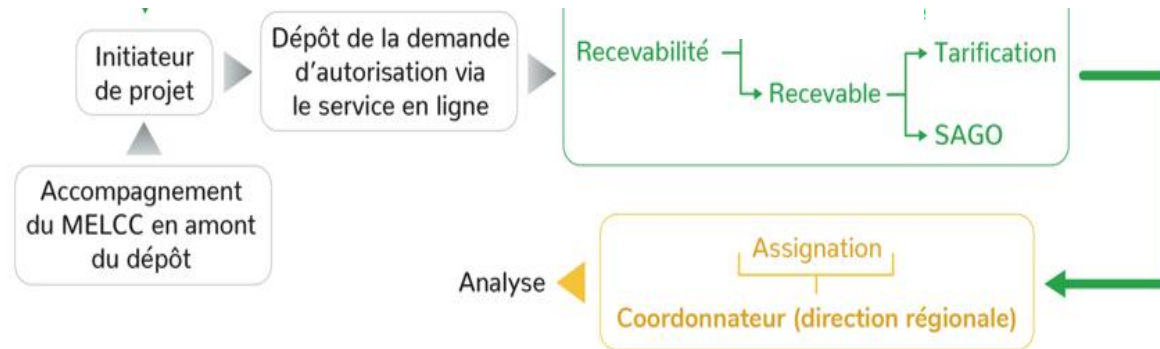 Initiateur
de projet
Dépôt de la demande
d'autorisation via
le service en ligne
Recevabilité
Recevable
Tarification
SAGO
Accompagnement
du MELCC en amont
du dépôt
Assignation
Coordonnateur (direction régionale)
Analyse